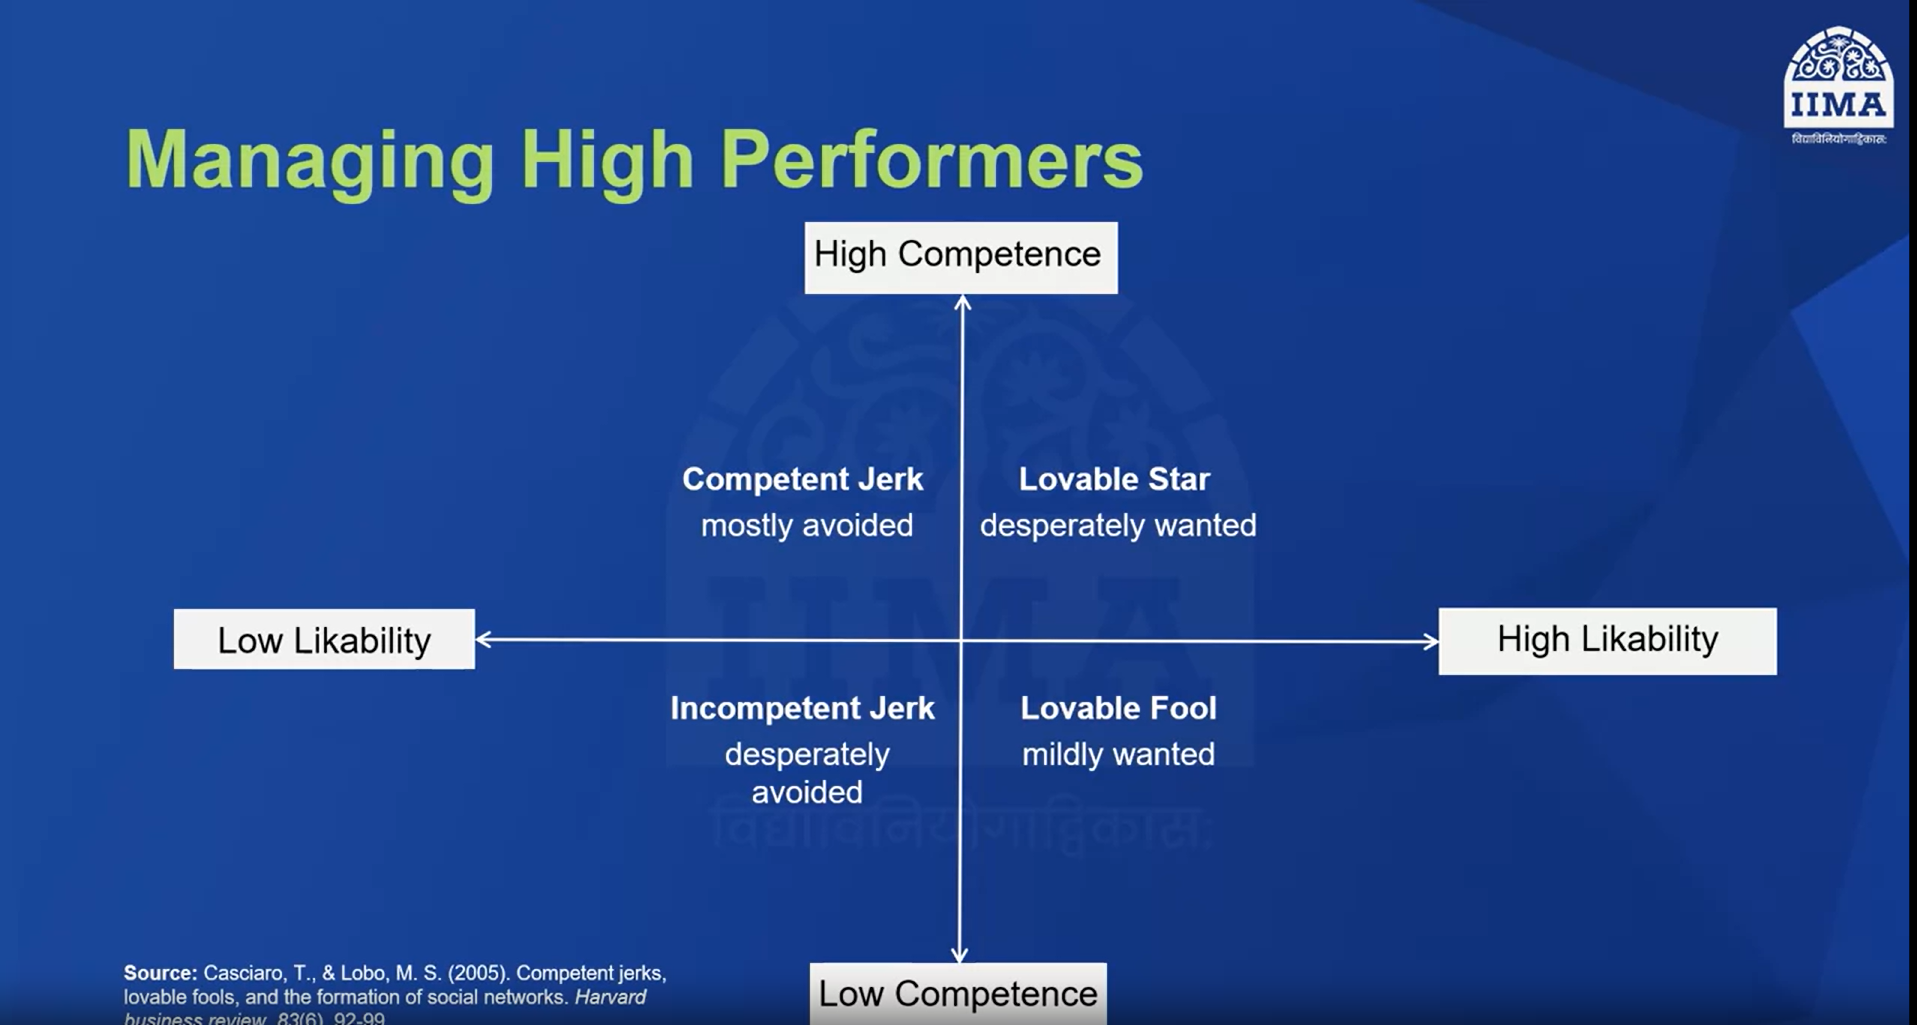 IIMA
विद्याविनियोगाद्विकासः
Managing High Performers
High Competence
Competent Jerk
mostly avoided
Lovable Star
desperately wanted
Low Likability
High Likability
Incompetent Jerk
desperately
avoided
Lovable Fool
mildly wanted
IIMA
विद्याविनियोगाद्विकासः
Low Competence
Source: Casciaro, T., & Lobo, M. S. (2005). Competent jerks,
lovable fools, and the formation of social networks. Harvard
business review, 83(6), 92-99